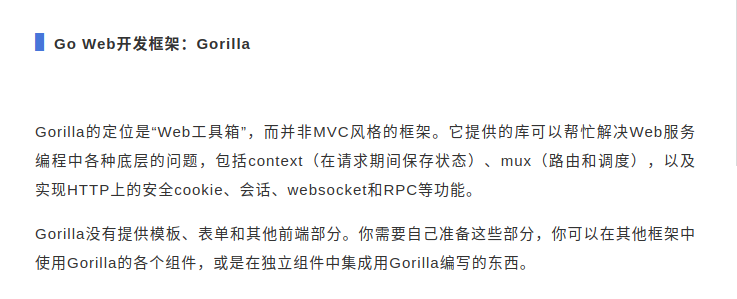 Go Web开发框架：Gorilla
Gorilla的定位是“Web工具箱”，而并非MVC风格的框架。它提供的库可以帮忙解决Web服务
编程中各种底层的问题，包括context（在请求期间保存状态）、mux（路由和调度），以及
实现HTTP上的安全cookie、会话、websocket和RPC等功能。
Gorilla没有提供模板、表单和其他前端部分。你需要自己准备这些部分，你可以在其他框架中
使用Gorilla的各个组件，或是在独立组件中集成用Gorilla编写的东西。